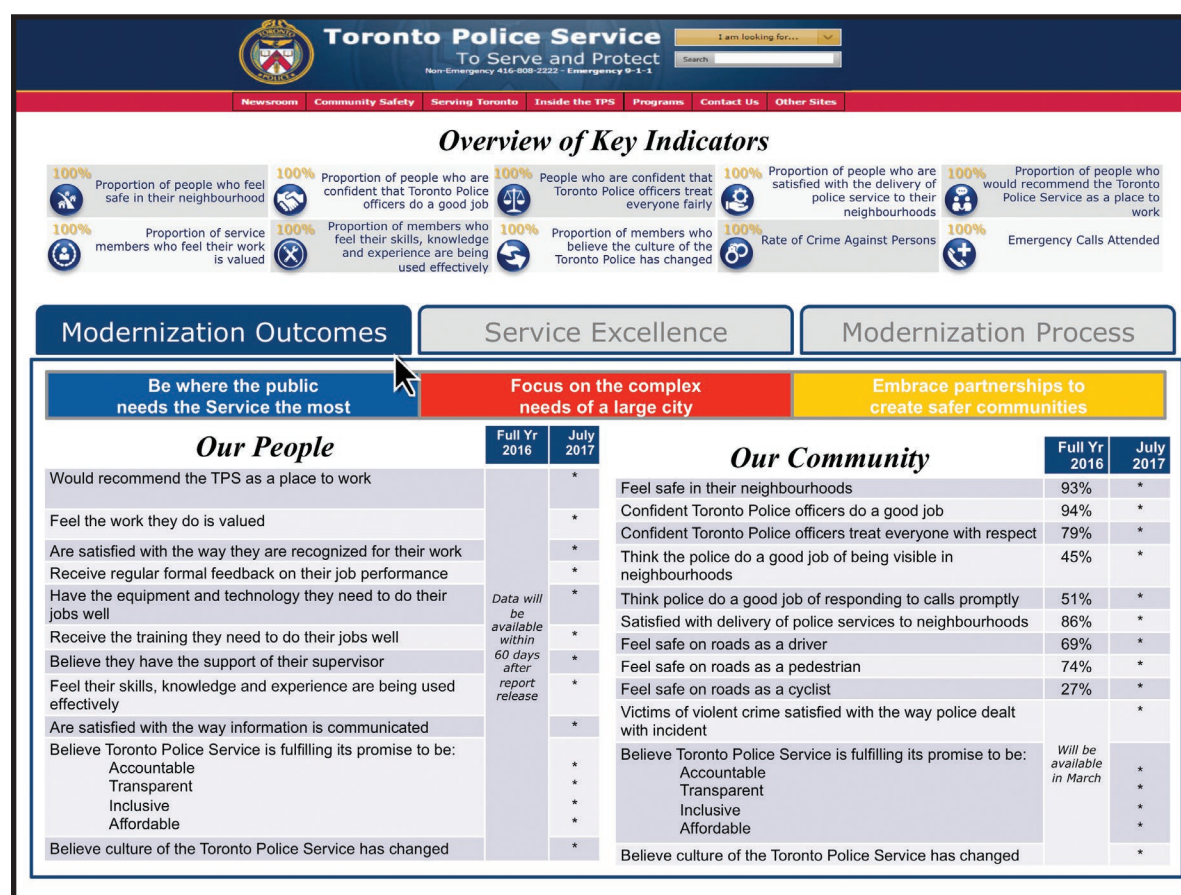 TORONTO
POLICE
Toronto Police Service
To Serve and Protect
Non-Emergency 416-808-2222 - Emergency 9-1-1
I am looking for...
Search
Newsroom Community Safety Serving Toronto Inside the TPS Programs Contact Us Other Sites
Overview of Key Indicators
100%
Proportion of people who feel
safe in their neighbourhood
100%
Proportion of people who are
confident that Toronto Police
officers do a good job
100%
People who are confident that
Toronto Police officers treat
everyone fairly
100%
Proportion of people who are
satisfied with the delivery of
police service to their
neighbourhoods
100%
Proportion of people who
would recommend the Toronto
Police Service as a place to
work
100%
Proportion of service
members who feel their work
is valued
100%
Proportion of members who
feel their skills, knowledge
and experience are being
used effectively
100%
Proportion of members who
believe the culture of the
Toronto Police has changed
100%
Rate of Crime Against Persons
100%
Emergency Calls Attended
Modernization Outcomes
Service Excellence
Modernization Process
Be where the public
needs the Service the most
Focus on the complex
needs of a large city
Embrace partnerships to
create safer communities
Our People
Full Yr
2016
July
2017
Would recommend the TPS as a place to work *
Feel the work they do is valued *
Are satisfied with the way they are recognized for their work *
Receive regular formal feedback on their job performance *
Have the equipment and technology they need to do their *
jobs well
Receive the training they need to do their jobs well *
Believe they have the support of their supervisor *
Feel their skills, knowledge and experience are being used *
effectively
Are satisfied with the way information is communicated *
Believe Toronto Police Service is fulfilling its promise to be:
Accountable *
Transparent *
Inclusive *
Affordable *
Believe culture of the Toronto Police Service has changed *
Data will
be
available
within
60 days
after
report
release
Our Community
Full Yr
2016
July
2017
Feel safe in their neighbourhoods 93% *
Confident Toronto Police officers do a good job 94% *
Confident Toronto Police officers treat everyone with respect 79% *
Think the police do a good job of being visible in 45% *
neighbourhoods
Think police do a good job of responding to calls promptly 51% *
Satisfied with delivery of police services to neighbourhoods 86% *
Feel safe on roads as a driver 69% *
Feel safe on roads as a pedestrian 74% *
Feel safe on roads as a cyclist 27% *
Victims of violent crime satisfied with the way police dealt *
with incident
Believe Toronto Police Service is fulfilling its promise to be:
Accountable *
Transparent *
Inclusive *
Affordable *
Believe culture of the Toronto Police Service has changed *
Will be
available
in March